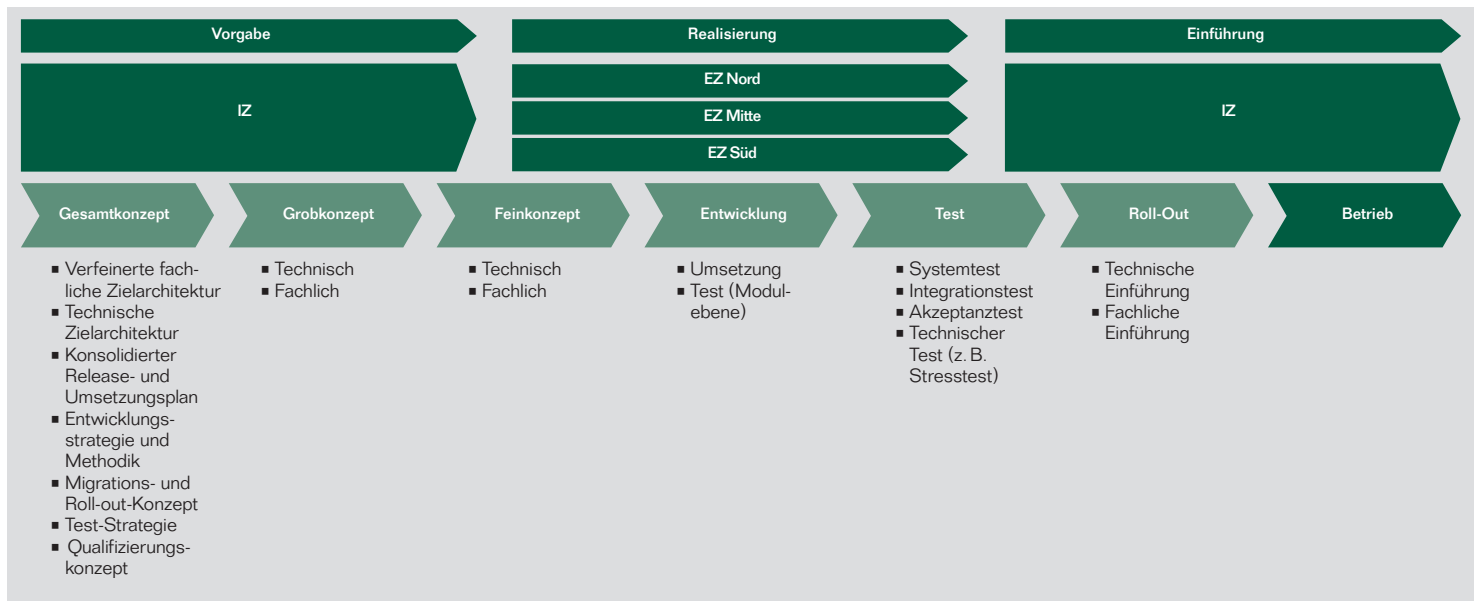 Vorgabe
Realisierung
Einführung
IZ
EZ Nord
EZ Mitte
EZ Süd
IZ
Gesamtkonzept
Grobkonzept
Feinkonzept
Entwicklung
Test
Roll-Out
Betrieb
▪ Verfeinerte fach-
liche Zielarchitektur
▪ Technische
Zielarchitektur
▪ Konsolidierter
Release- und
Umsetzungsplan
▪ Entwicklungs-
strategie und
Methodik
▪ Migrations- und
Roll-out-Konzept
▪ Test-Strategie
▪ Qualifizierungs-
konzept
▪ Technisch
▪ Fachlich
▪ Technisch
▪ Fachlich
▪ Umsetzung
▪ Test (Modul-
ebene)
▪ Systemtest
▪ Integrationstest
▪ Akzeptanztest
▪ Technischer
Test (z. B.
Stresstest)
▪ Technische
Einführung
▪ Fachliche
Einführung